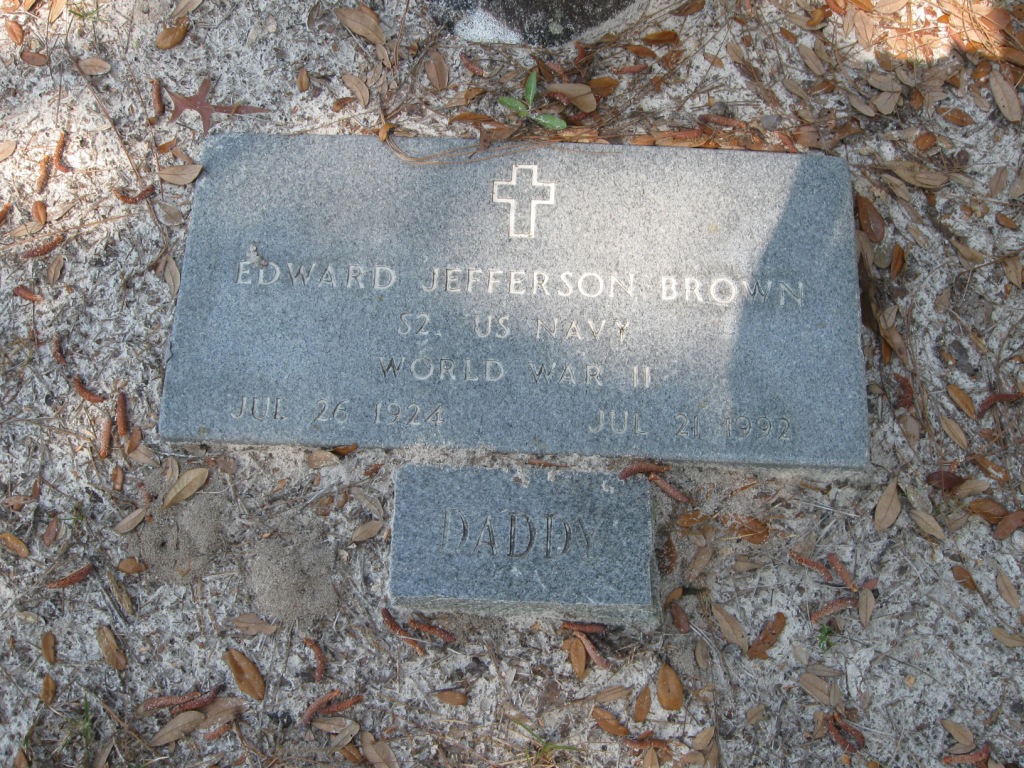 EDWARD JEFFERSON BROWN
S2, US NAVY
WORLD WAR II
JUL 26 1924 JUL 21 1992
DADDY